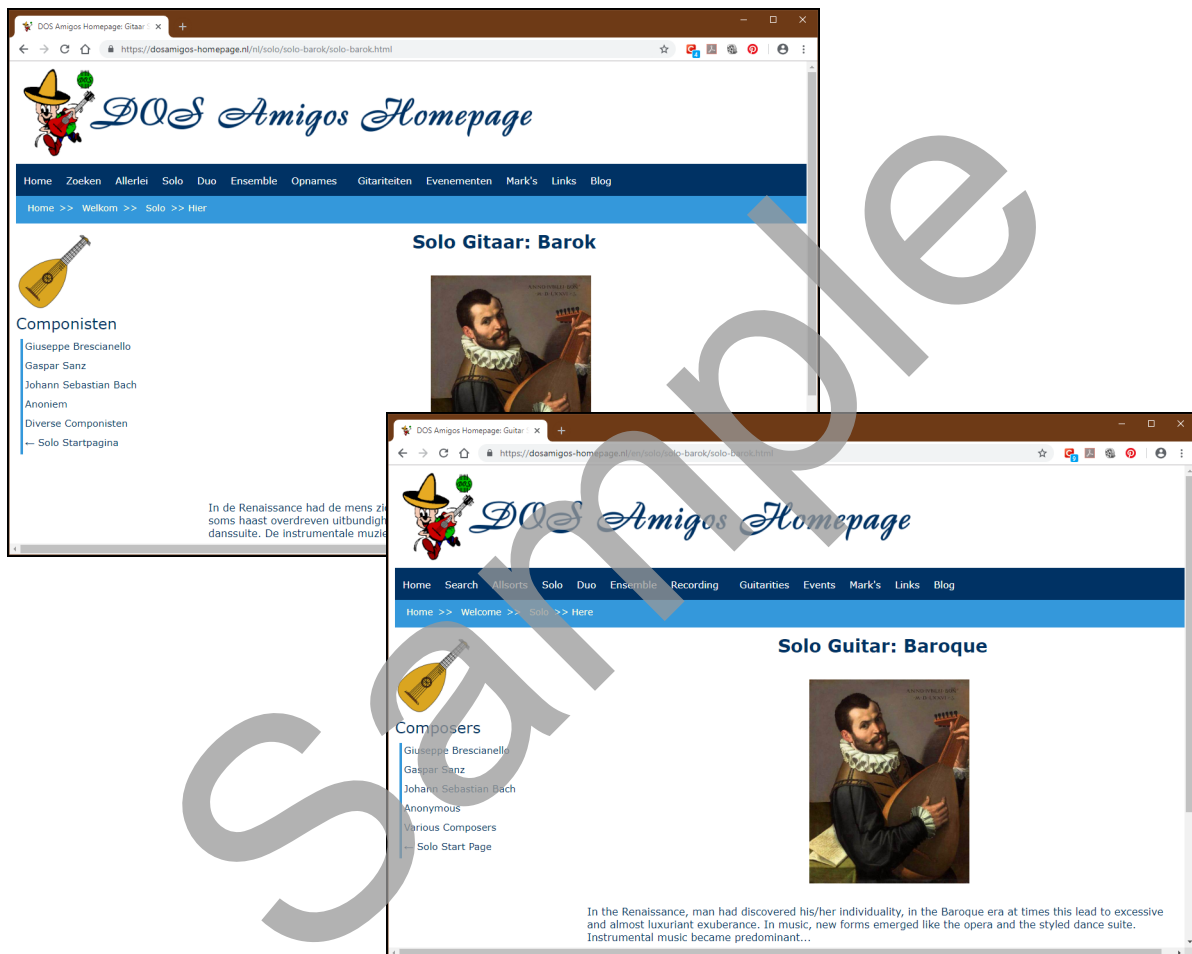 DOS Amigos Homepage: Gitaar S
https://dosamigos-homepage.nl/nl/solo/solo-barok/solo-barok.html
DOS Amigos Homepage
Home Zoeken Allerlei Solo Duo Ensemble Opnames Gitariteiten Evenementen Mark's Links Blog
Home >> Welkom >> Solo >> Hier
Solo Gitaar: Barok
Componisten
Giuseppe Brescianello
Gaspar Sanz
Johann Sebastian Bach
Anoniem
Diverse Componisten
← Solo Startpagina
In de Renaissance had de mens zic
soms haast overdreven uitbundigh
danssuite. De instrumentale muzie
DOS Amigos Homepage: Guitar S
https://dosamigos-homepage.nl/en/solo/solo-barok/solo-barok.html
DOS Amigos Homepage
Home Search Allsorts Solo Duo Ensemble Recording Guitarities Events Mark's Links Blog
Home >> Welcome >> Solo >> Here
Solo Guitar: Baroque
Composers
Giuseppe Brescianello
Gaspar Sanz
Johann Sebastian Bach
Anonymous
Various Composers
← Solo Start Page
In the Renaissance, man had discovered his/her individuality, in the Baroque era at times this lead to excessive
and almost luxuriant exuberance. In music, new forms emerged like the opera and the styled dance suite.
Instrumental music became predominant...
Sample